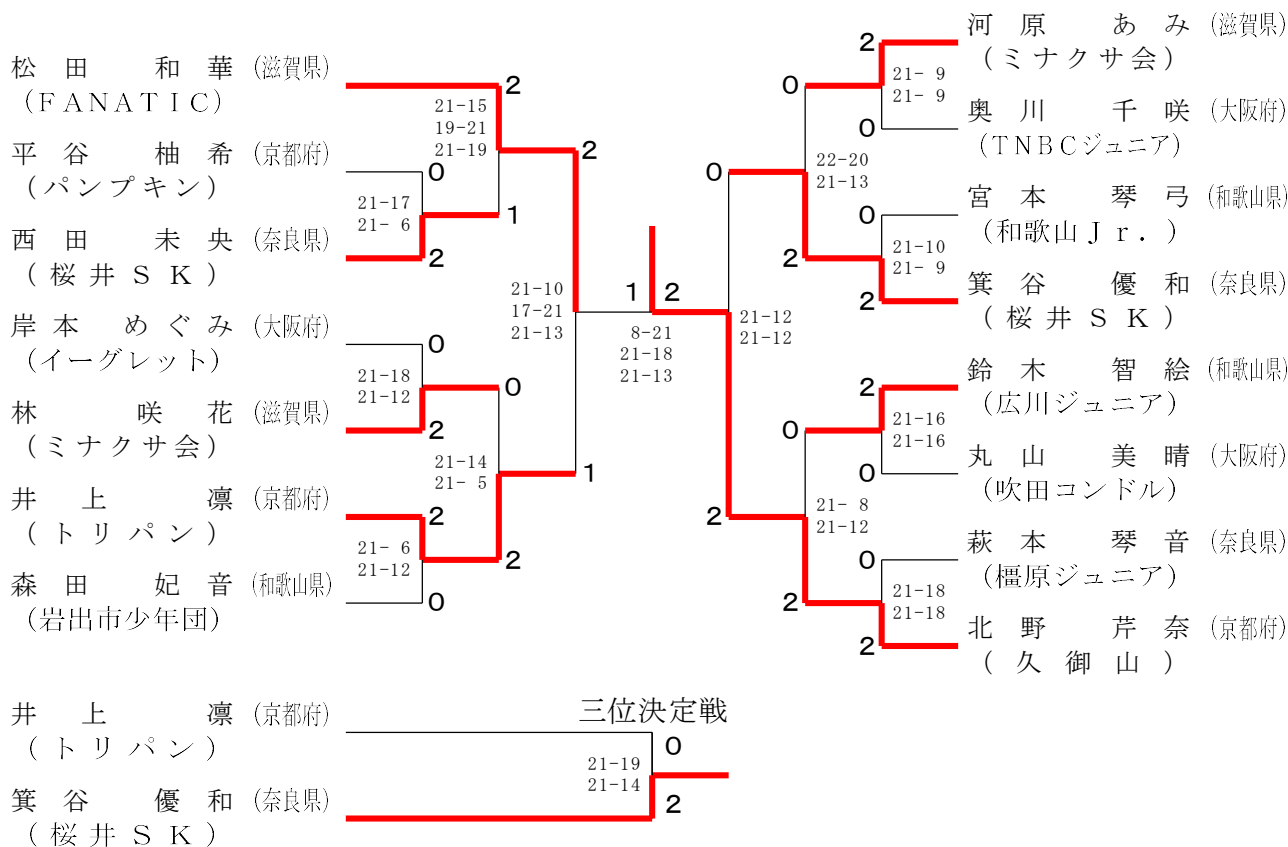 松田 和華 (滋賀県)
(FANATIC)
平谷 柚希 (京都府)
(パンプキン)
西田 未央 (奈良県)
(桜井SK)
岸本 めぐみ (大阪府)
(イーグレット)
林 咲花 (滋賀県)
(ミナクサ会)
井上 凛 (京都府)
(トリパン)
森田 妃音 (和歌山県)
(岩出市少年団)
2
21-15
19-21
21-19
0
21-17
21- 6
1
2
2
0
21-18
21-12
2
0
21-14
21- 5
2
21- 6
21-12
0
2
21-10
17-21
21-13
1
1 2
8-21
21-18
21-13
0
21-12
21-12
2
0
22-20
21-13
2
0
21- 8
21-12
2
2
21- 9
21- 9
0
0
21-10
21- 9
2
2
21-16
21-16
0
0
21-18
21-18
2
河原 あみ (滋賀県)
(ミナクサ会)
奥川 千咲 (大阪府)
(TNBCジュニア)
宮本 琴弓 (和歌山県)
(和歌山Jr.)
箕谷 優和 (奈良県)
(桜井SK)
鈴木 智絵 (和歌山県)
(広川ジュニア)
丸山 美晴 (大阪府)
(吹田コンドル)
萩本 琴音 (奈良県)
(橿原ジュニア)
北野 芹奈 (京都府)
(久御山)
三位決定戦
井上 凛 (京都府)
(トリパン)
0
21-19
21-14
2
箕谷 優和 (奈良県)
(桜井SK)